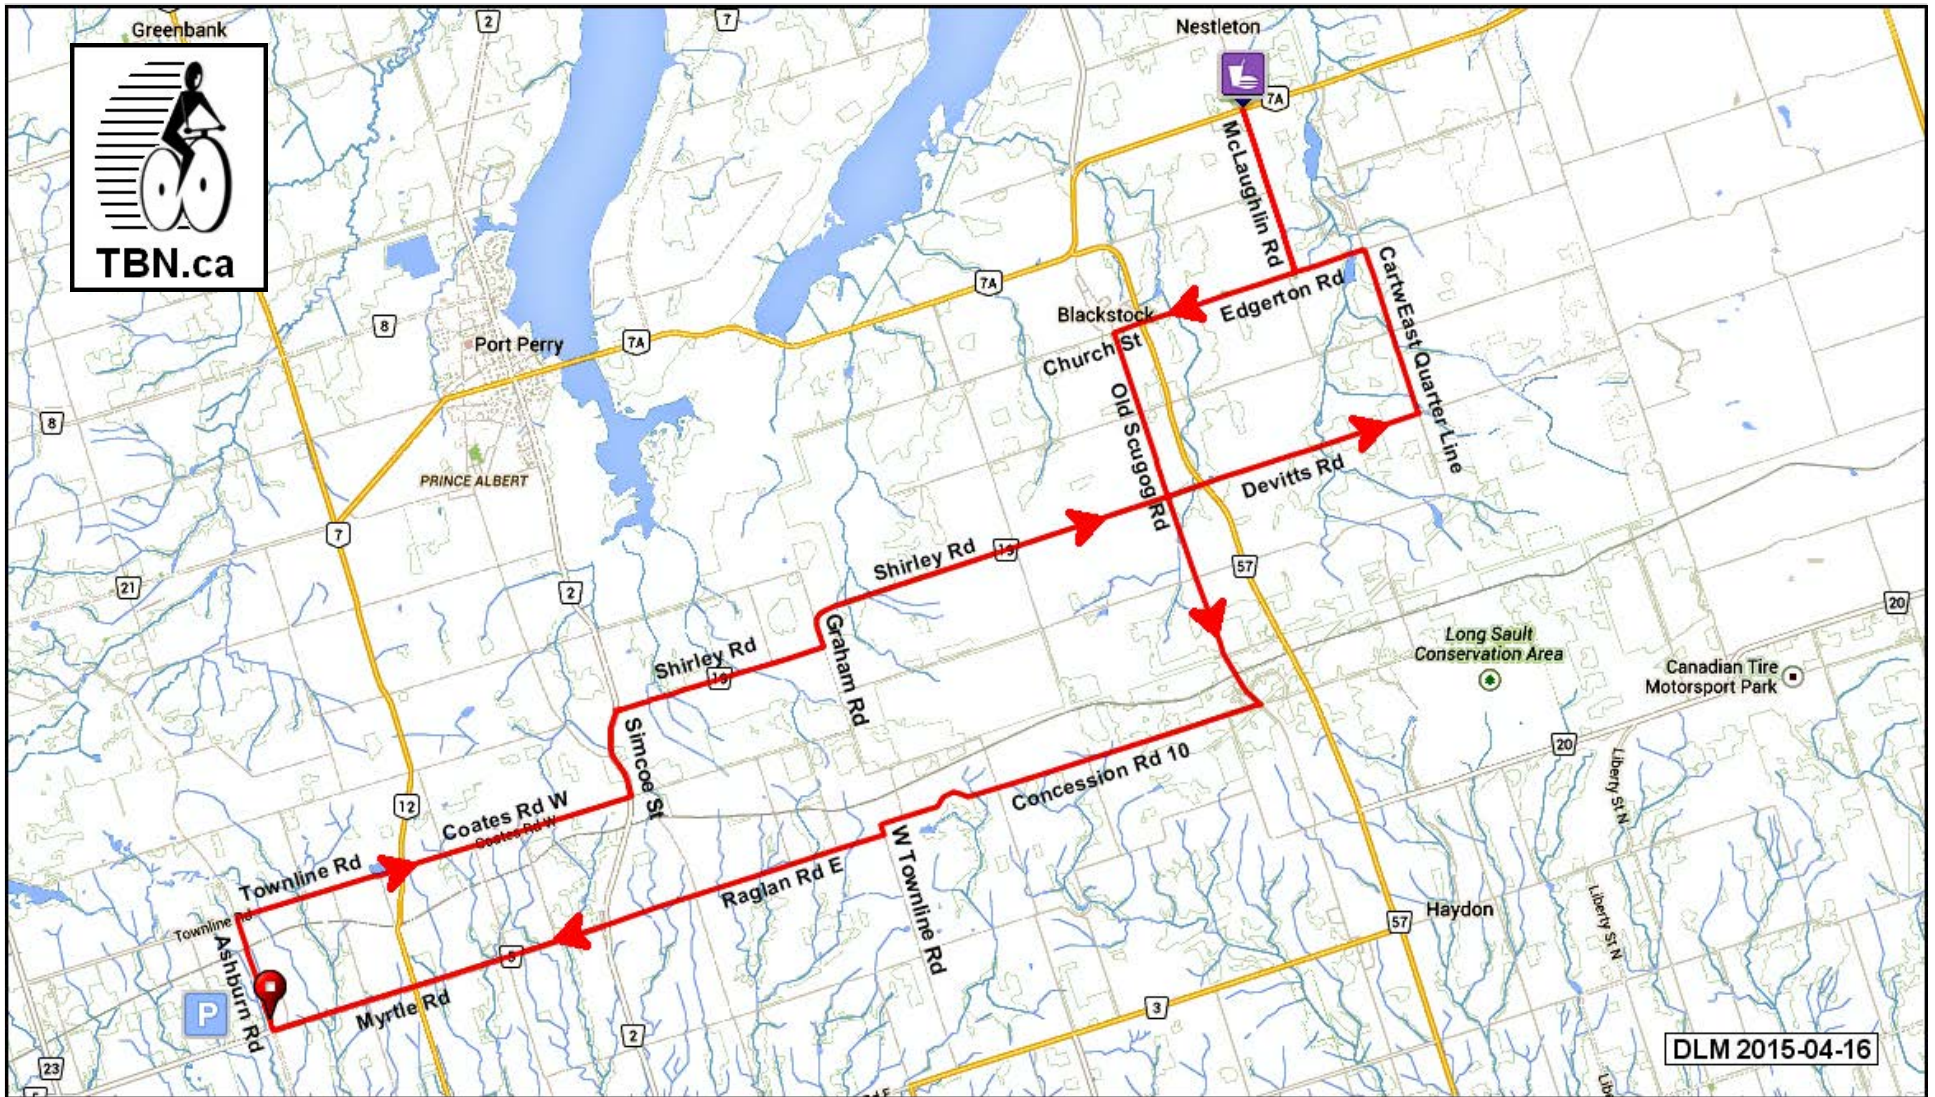 Greenbank
2
7
Nestleton
7A
TBN.ca
McLaughlin Rd
CartwEast Quarter Line
Edgerton Rd
7A
Blackstock
Church St
8
Port Perry
7A
8
Old Scugog Rd
Devitts Rd
PRINCE ALBERT
7
Shirley Rd
19
57
21
2
20
Graham Rd
Long Sault
Conservation Area
Shirley Rd
19
Canadian Tire
Motorsport Park
Simcoe St
20
Liberty St N
Concession Rd 10
12
Coates Rd W
Coates Rd W
W Townline Rd
Raglan Rd E
Townline Rd
Townline Rd
Liberty St N
57
Haydon
Ashburn Rd
5
P
Myrtle Rd
3
2
DLM 2015-04-16
23